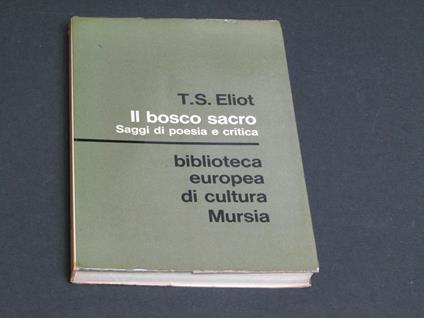 T.S. Eliot
Il bosco sacro
Saggi di poesia e critica
biblioteca
europea
di cultura
Mursia